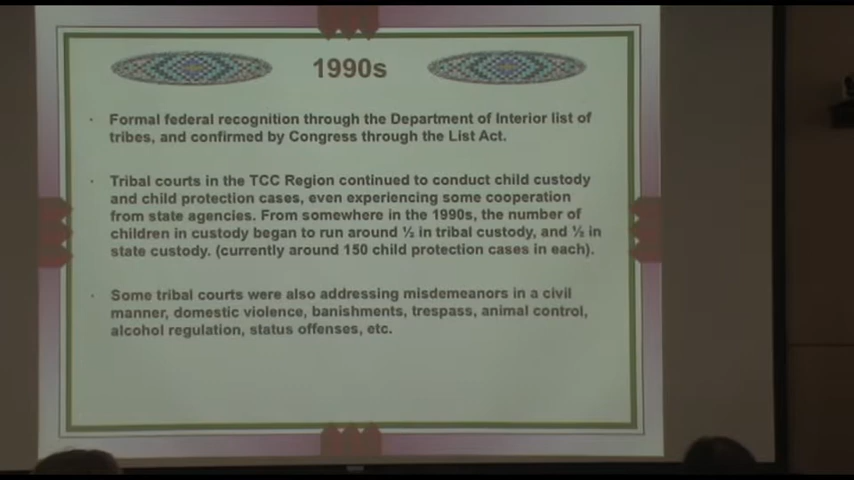 1990s
· Formal federal recognition through the Department of Interior list of
tribes, and confirmed by Congress through the List Act.
· Tribal courts in the TCC Region continued to conduct child custody
and child protection cases, even experiencing some cooperation
from state agencies. From somewhere in the 1990s, the number of
children in custody began to run around ½ in tribal custody, and ½ in
state custody. (currently around 150 child protection cases in each).
· Some tribal courts were also addressing misdemeanors in a civil
manner, domestic violence, banishments, trespass, animal control,
alcohol regulation, status offenses, etc.